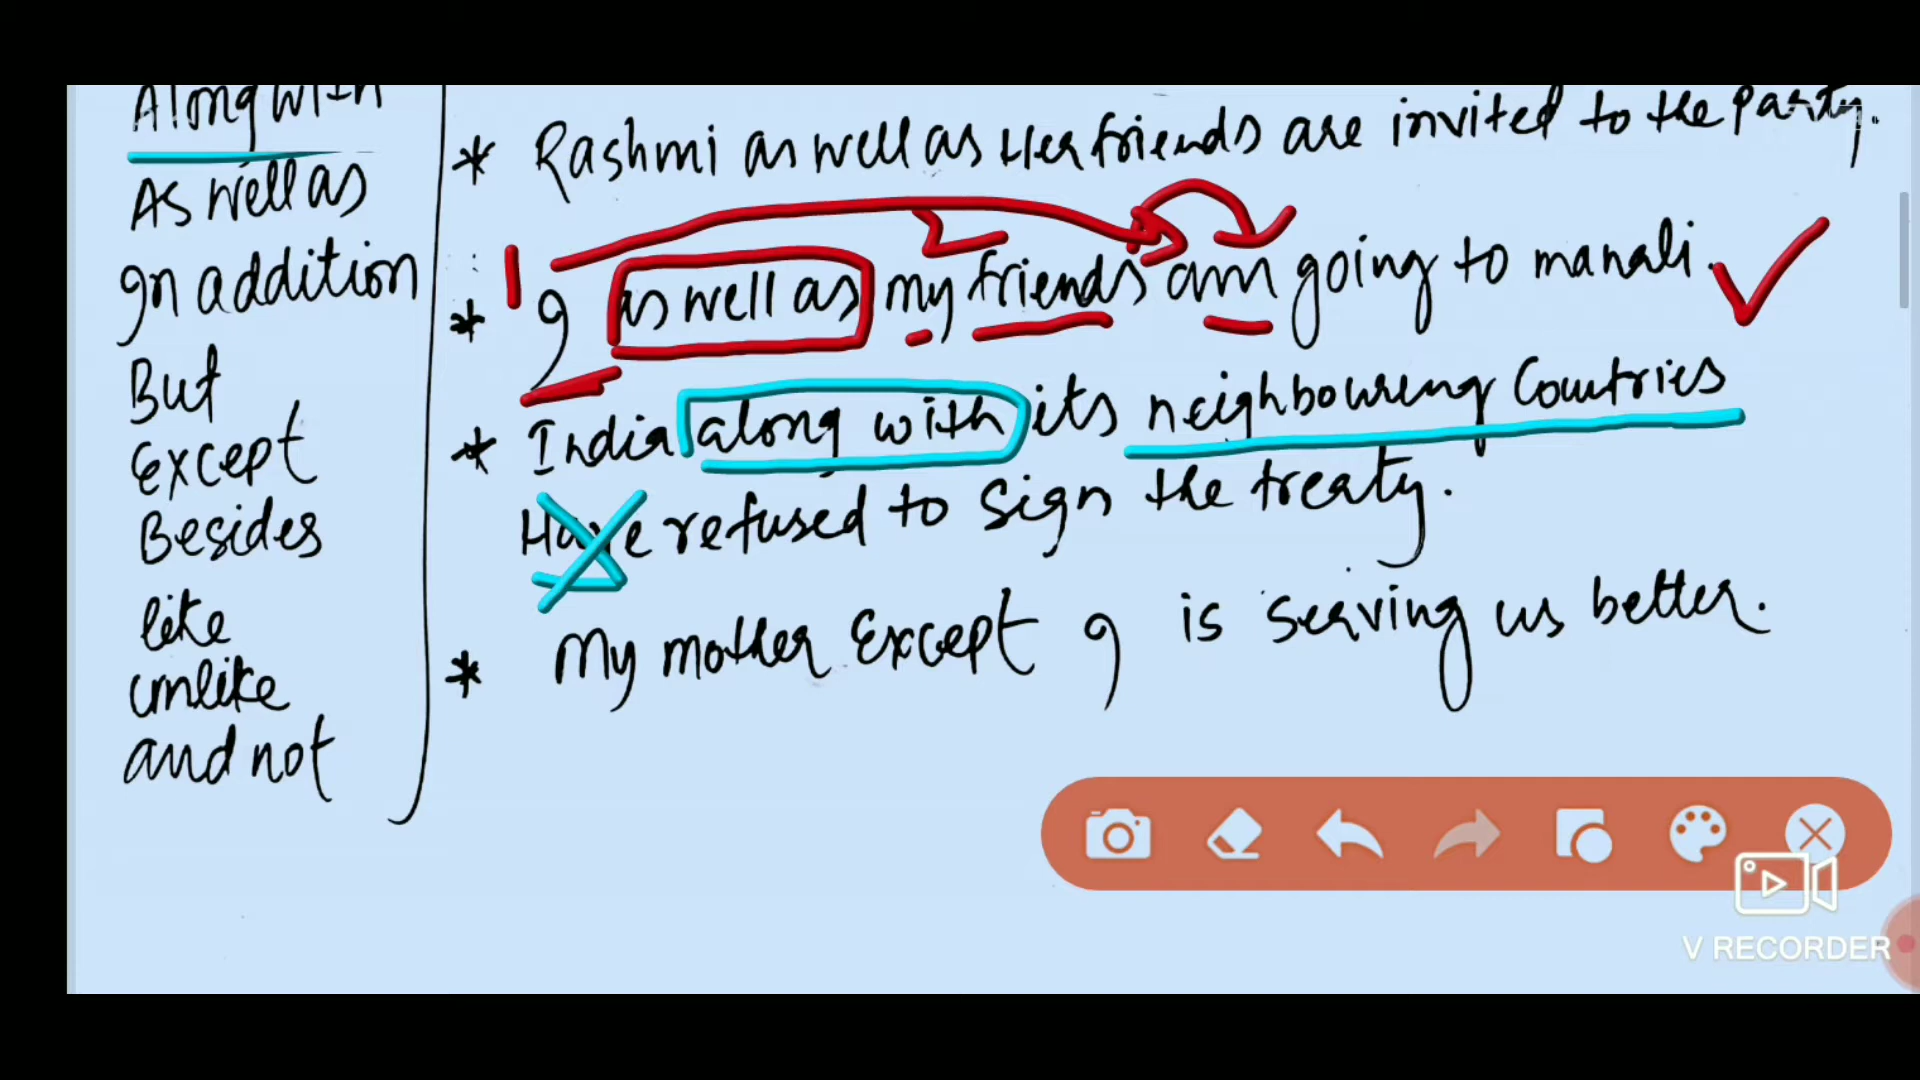 Along with
As well as
In addition
But
Except
Besides
like
unlike
and not
* Rashmi as well as Her friends are invited to the Party.
* I as well as my friends am going to manali.
* India along with its neighbouring Countries
Have refused to Sign the treaty.
* My mother Except I is serving us better.
V RECORDER